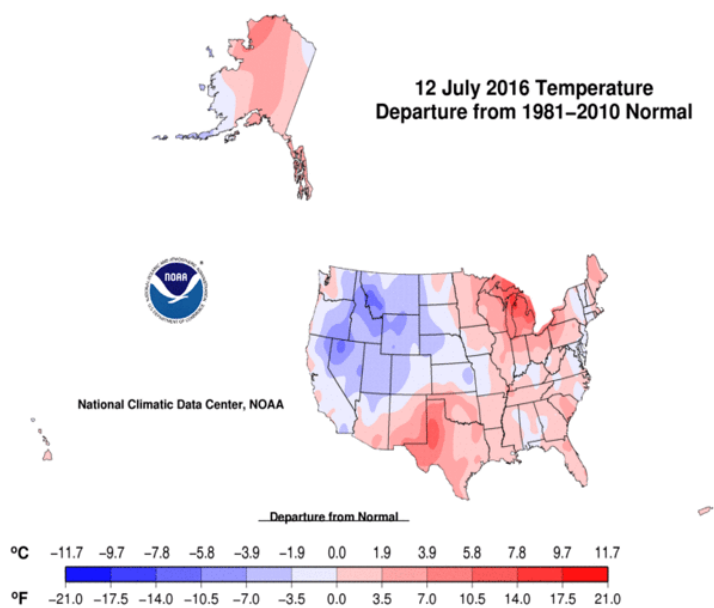 12 July 2016 Temperature
Departure from 1981−2010 Normal
NOAA
National Climatic Data Center, NOAA
Departure from Normal
ºC −11.7 −9.7 −7.8 −5.8 −3.9 −1.9 0.0 1.9 3.9 5.8 7.8 9.7 11.7
ºF −21.0 −17.5 −14.0 −10.5 −7.0 −3.5 0.0 3.5 7.0 10.5 14.0 17.5 21.0